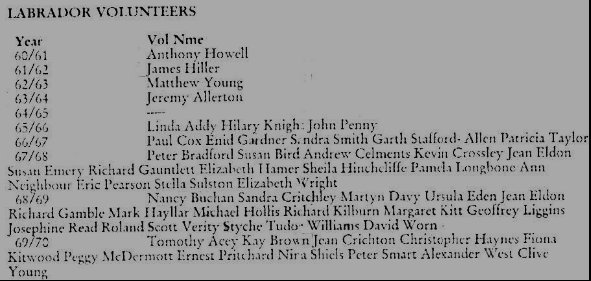 LABRADOR VOLUNTEERS
Year Vol Nme
60/61 Anthony Howell
61/62 James Hiller
62/63 Matthew Young
63/64 Jeremy Allerton
64/65 -----
65/66 Linda Addy Hilary Knigh: John Penny
66/67 Paul Cox Enid Gardner Sandra Smith Garth Stafford- Allen Patricia Taylor
67/68 Peter Bradford Susan Bird Andrew Celments Kevin Crossley Jean Eldon
Susan Emery Richard Gauntlett Elizabeth Hamer Sheila Hinchcliffe Pamela Longbone Ann
Neighbour Eric Pearson Stella Sulston Elizabeth Wright
68/69 Nancy Buchan Sandra Critchley Martyn Davy Ursula Eden Jean Eldon
Richard Gamble Mark Hayllar Michael Hollis Richard Kilburn Margaret Kitt Geoffrey Liggins
Josephine Read Roland Scott Verity Styche Tudo- Williams David Worn
69/70 Tomothy Acey Kay Brown Jean Crichton Christopher Haynes Fiona
Kitwood Peggy McDermott Ernest Pritchard Nira Shiels Peter Smart Alexander West Clive
Young